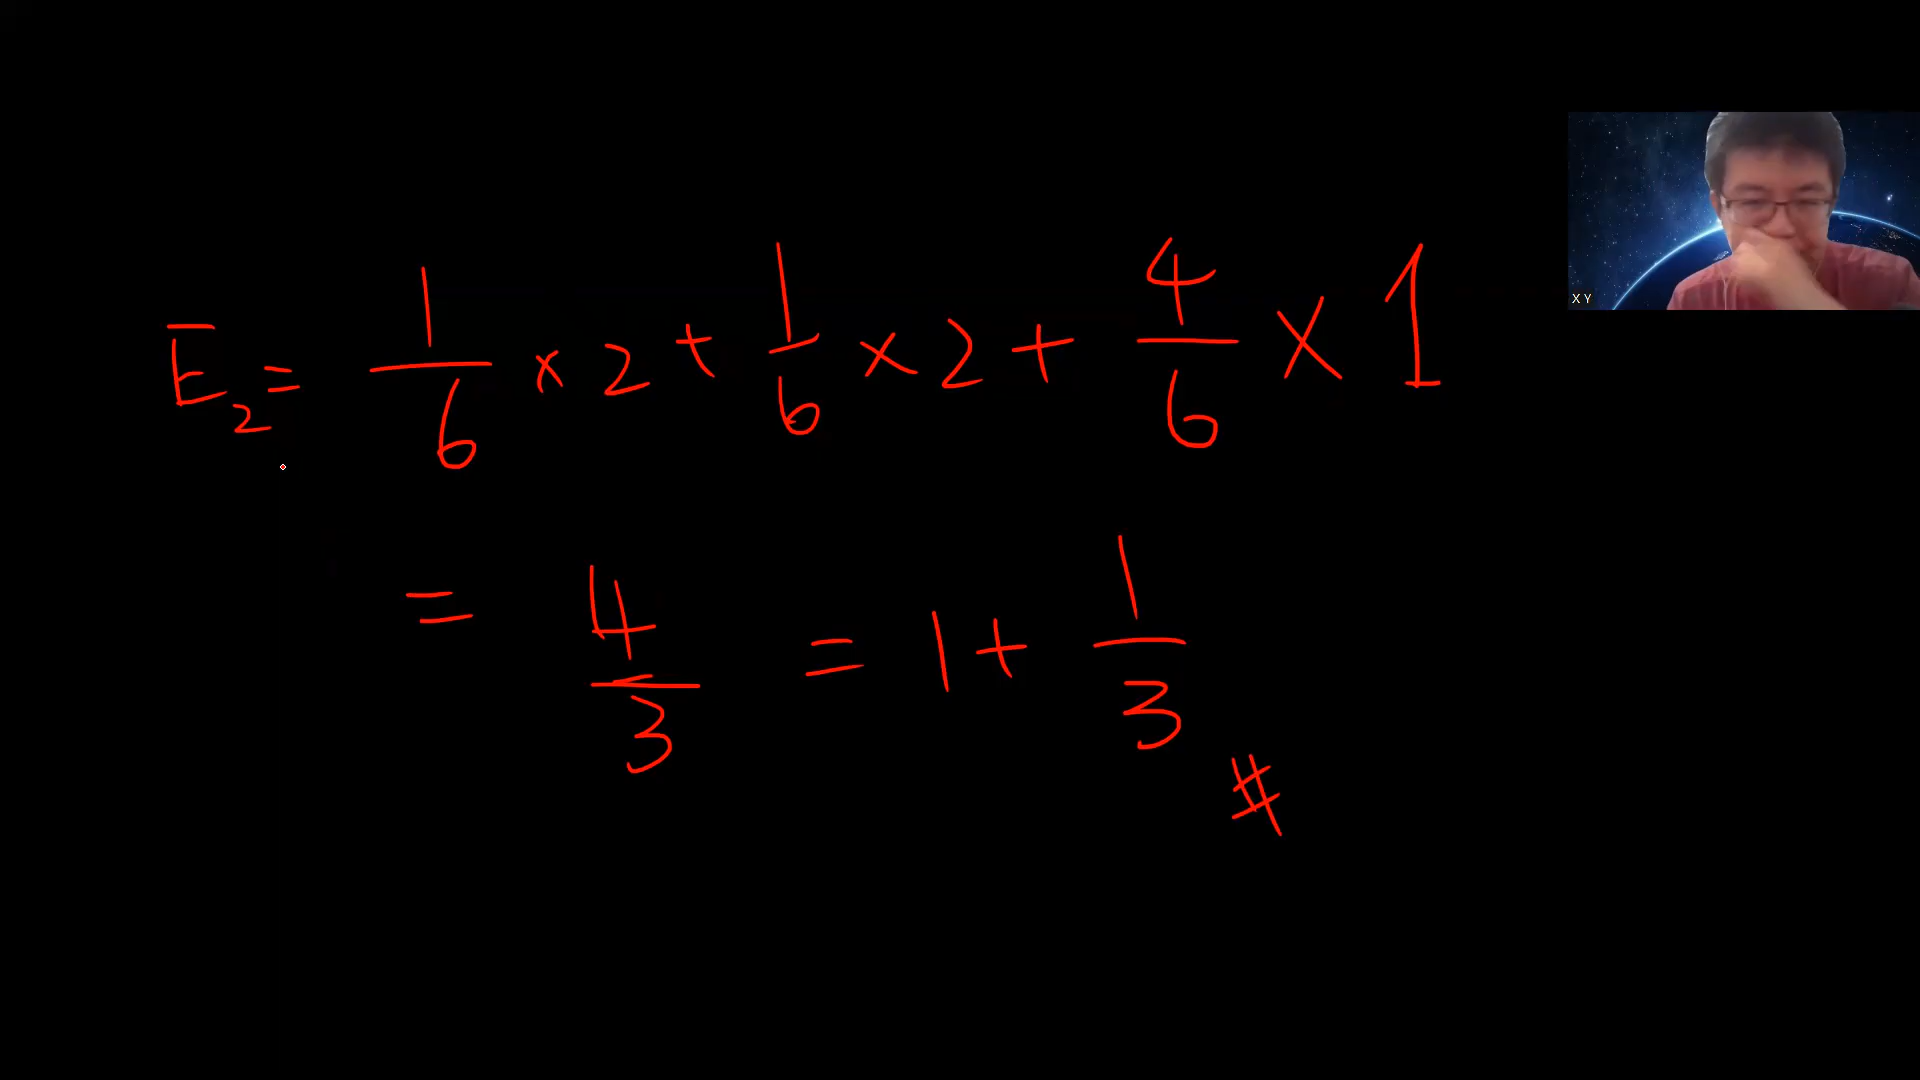 E₂ = 1/6 × 2 + 1/6 × 2 + 4/6 × 1
= 4/3 = 1 + 1/3 #
X Y